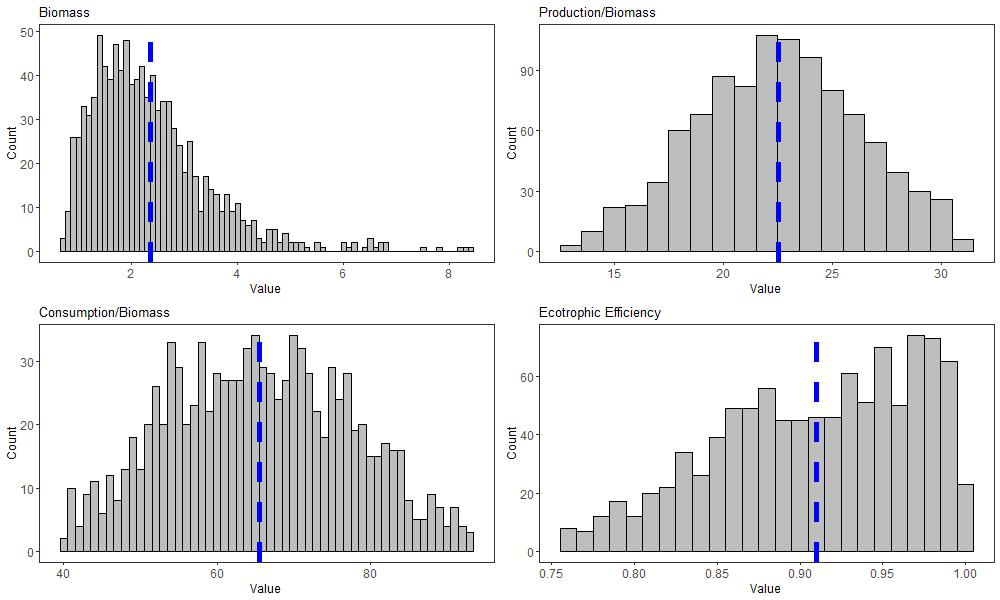 Biomass
Count
50
40
30
20
10
0
2 4 6 8
Value
Production/Biomass
Count
90
60
30
0
15 20 25 30
Value
Consumption/Biomass
Count
30
20
10
0
40 60 80
Value
Ecotrophic Efficiency
Count
60
40
20
0
0.75 0.80 0.85 0.90 0.95 1.00
Value